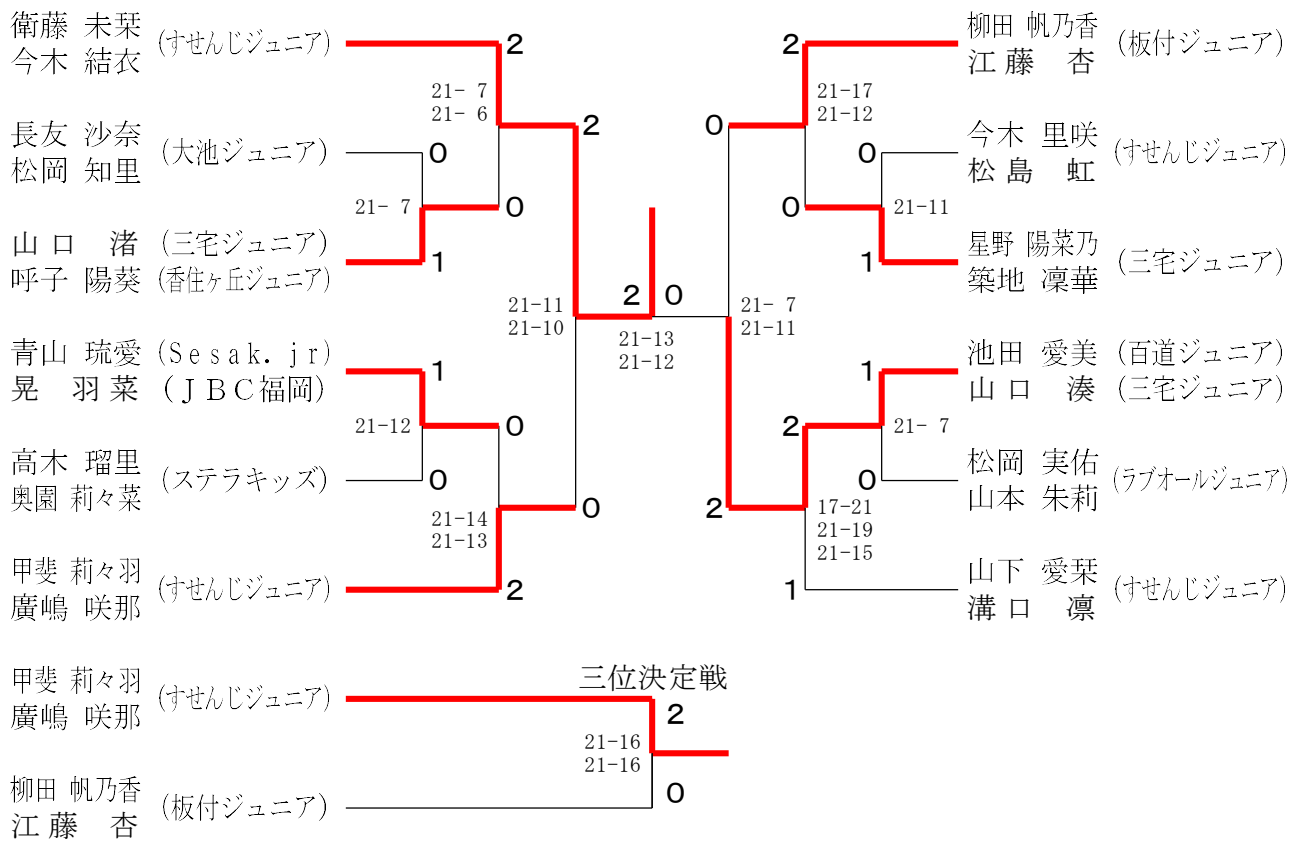 衛藤 未栞 (すせんじジュニア)
今木 結衣
2
21- 7
21- 6
長友 沙奈 (大池ジュニア)
松岡 知里
0
21- 7
0
山口 渚 (三宅ジュニア)
呼子 陽葵 (香住ヶ丘ジュニア)
1
2
21-11
21-10
青山 琉愛 (Sesak. jr)
晃 羽菜 (ＪＢＣ福岡)
1
21-12
0
高木 瑠里 (ステラキッズ)
奥園 莉々菜
0
21-14
21-13
0
甲斐 莉々羽 (すせんじジュニア)
廣嶋 咲那
2
2 0
21-13
21-12
柳田 帆乃香 (板付ジュニア)
江藤 杏
2
21-17
21-12
0
今木 里咲 (すせんじジュニア)
松島 虹
0
0
21-11
星野 陽菜乃 (三宅ジュニア)
築地 凜華
1
21- 7
21-11
池田 愛美 (百道ジュニア)
山口 湊 (三宅ジュニア)
1
2
21- 7
松岡 実佑 (ラブオールジュニア)
山本 朱莉
0
2
17-21
21-19
21-15
山下 愛栞 (すせんじジュニア)
溝口 凛
1
三位決定戦
甲斐 莉々羽 (すせんじジュニア)
廣嶋 咲那
2
21-16
21-16
柳田 帆乃香 (板付ジュニア)
江藤 杏
0